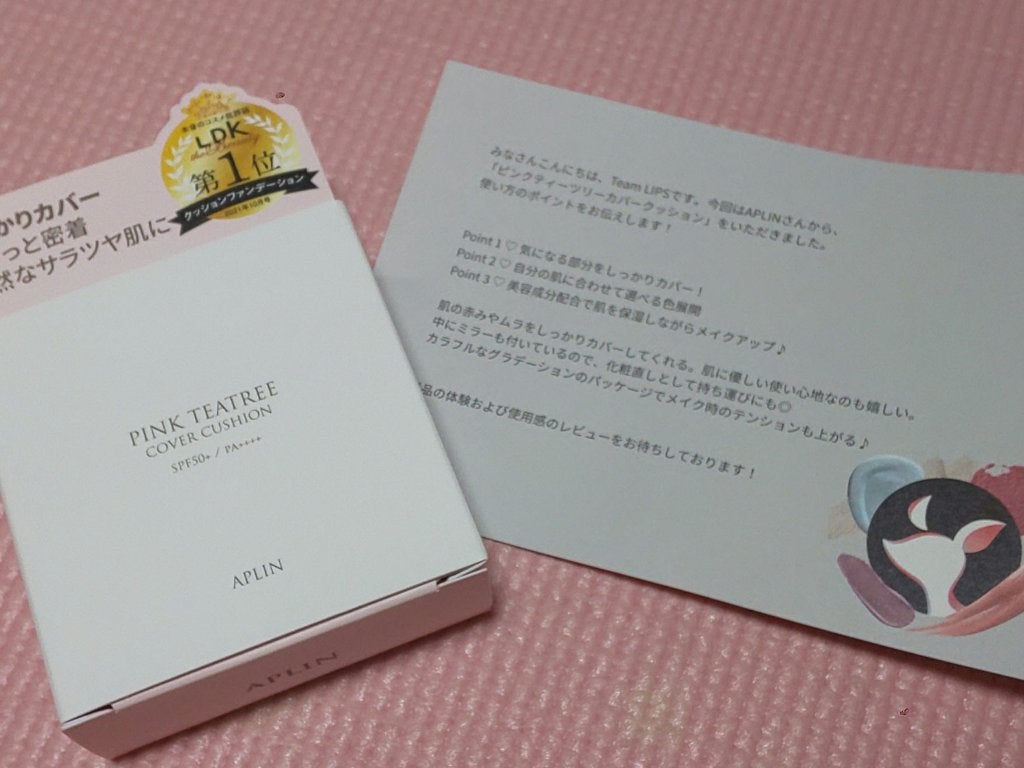 LDK
第1位
クッションファンデーション
かりカバー
っと密着
然なサラツヤ肌に
PINK TEATREE
COVER CUSHION
SPF50+ / PA++++
APLIN
APLIN
みなさんこんにちは、Team LIPSです。今回はAPLINさんから、
「ピンクティーツリーカバークッション」をいただきました。
使い方のポイントをお伝えします！
Point 1 ♡ 気になる部分をしっかりカバー！
Point 2 ♡ 自分の肌に合わせて選べる色展開
Point 3 ♡ 美容成分配合で肌を保湿しながらメイクアップ♪
肌の赤みやムラをしっかりカバーしてくれる。肌に優しい使い心地なのも嬉しい。
中にミラーも付いているので、化粧直しとして持ち運びにも◎
カラフルなグラデーションのパッケージでメイク時のテンションも上がる♪
品の体験および使用感のレビューをお待ちしております！